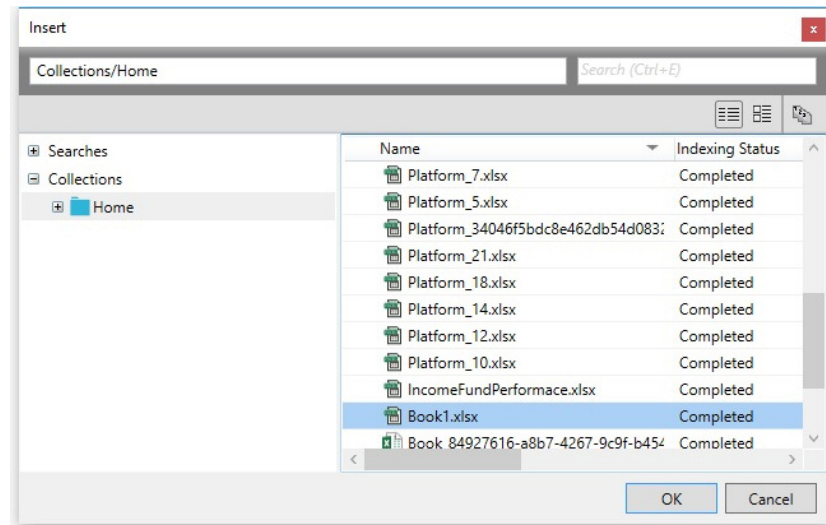 Insert
x
Collections/Home
Search (Ctrl+E)
Searches
Collections
Home
Name Indexing Status
Platform_7.xlsx Completed
Platform_5.xlsx Completed
Platform_34046f5bdc8e462db54d0832 Completed
Platform_21.xlsx Completed
Platform_18.xlsx Completed
Platform_14.xlsx Completed
Platform_12.xlsx Completed
Platform_10.xlsx Completed
IncomeFundPerformace.xlsx Completed
Book1.xlsx Completed
Book 84927616-a8b7-4267-9c9f-b454 Completed
OK Cancel